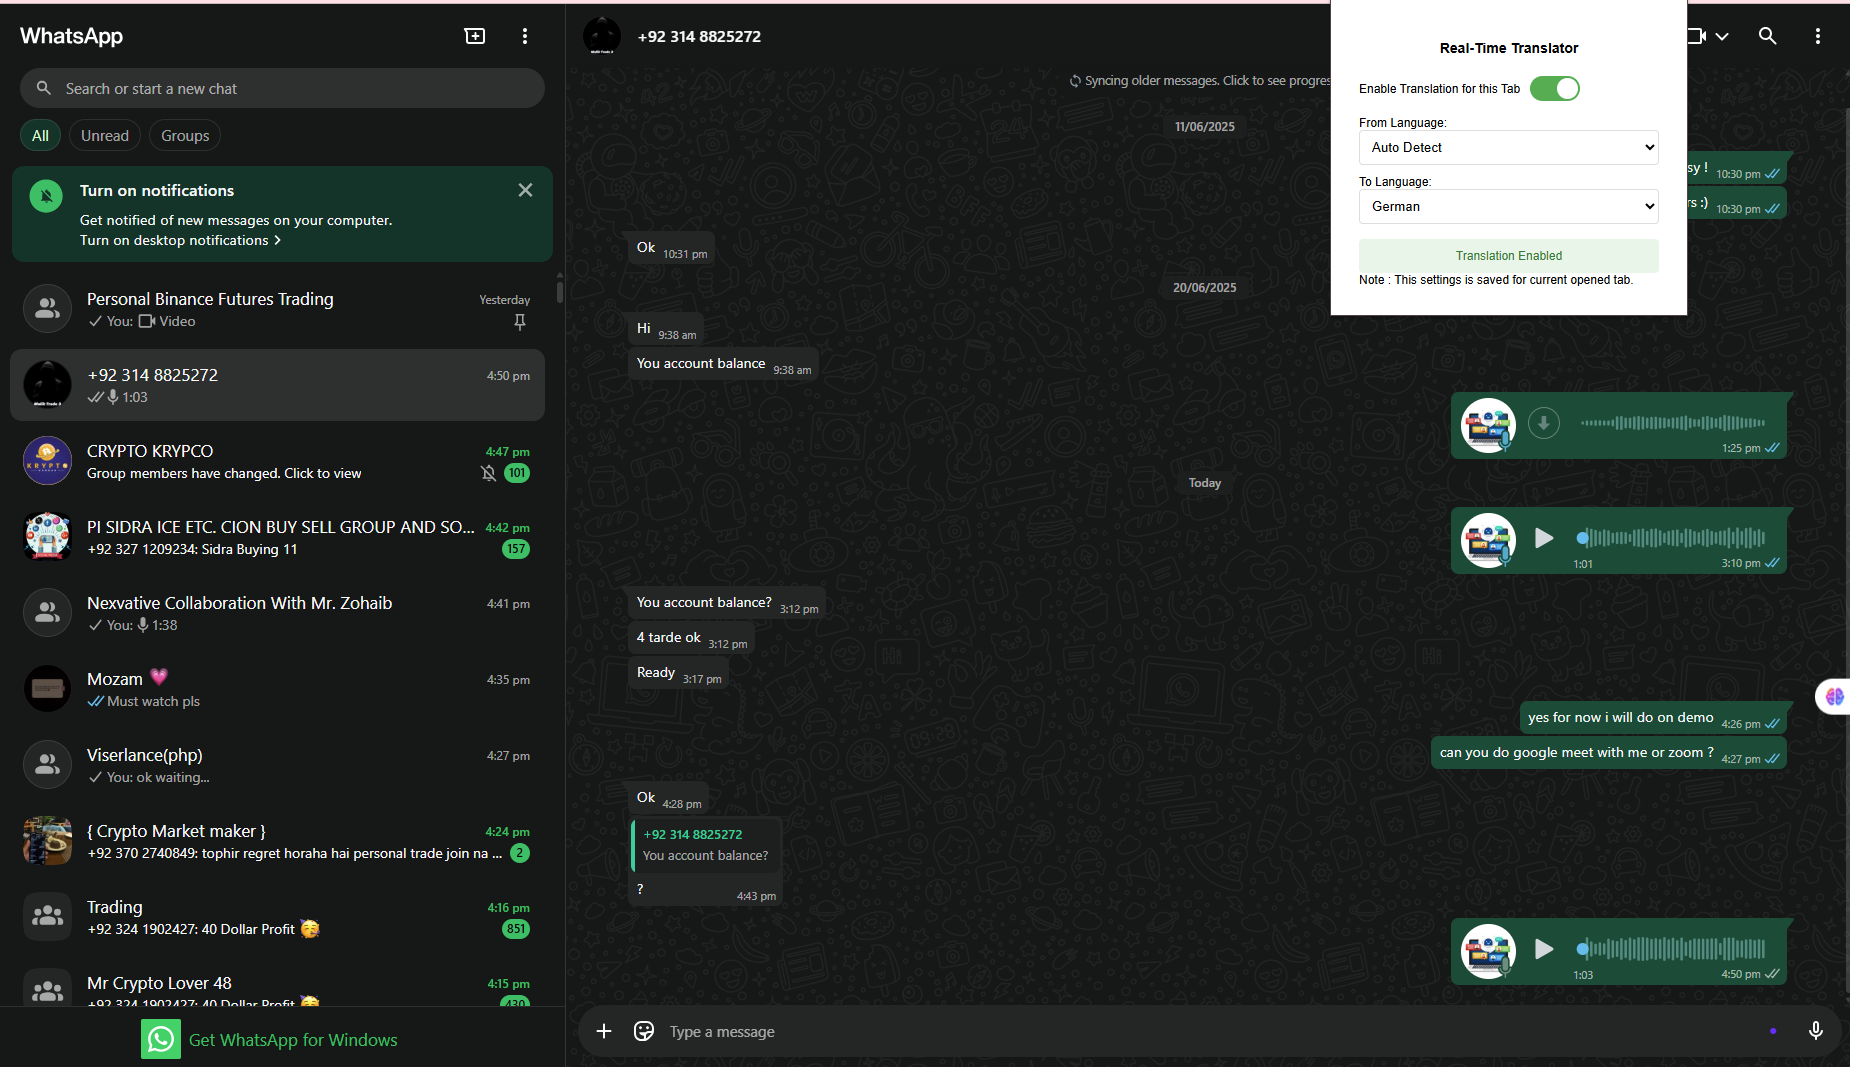 WhatsApp
Search or start a new chat
All
Unread
Groups
Turn on notifications
Get notified of new messages on your computer.
Turn on desktop notifications
Personal Binance Futures Trading
Yesterday
You: Video
+92 314 8825272
4:50 pm
1:03
CRYPTO KRYPCO
4:47 pm
Group members have changed. Click to view
101
PI SIDRA ICE ETC. CION BUY SELL GROUP AND SO...
4:42 pm
+92 327 1209234: Sidra Buying 11
157
Nexvative Collaboration With Mr. Zohaib
4:41 pm
You: 1:38
Mozam
4:35 pm
Must watch pls
Viserlance(php)
4:27 pm
You: ok waiting...
{ Crypto Market maker }
4:24 pm
+92 370 2740849: tophir regret horaha hai personal trade join na ...
2
Trading
4:16 pm
+92 324 1902427: 40 Dollar Profit
851
Mr Crypto Lover 48
4:15 pm
+92 324 1902427: 40 Dollar Profit
430
Get WhatsApp for Windows
+92 314 8825272
Syncing older messages. Click to see progres
11/06/2025
sy ! 10:30 pm
rs :) 10:30 pm
Ok 10:31 pm
20/06/2025
Hi 9:38 am
You account balance 9:38 am
1:25 pm
Today
1:01
3:10 pm
You account balance? 3:12 pm
4 tarde ok 3:12 pm
Ready 3:17 pm
yes for now i will do on demo 4:26 pm
can you do google meet with me or zoom ? 4:27 pm
Ok 4:28 pm
+92 314 8825272
You account balance?
?
4:43 pm
1:03
4:50 pm
Type a message
Real-Time Translator
Enable Translation for this Tab
From Language:
Auto Detect
To Language:
German
Translation Enabled
Note : This settings is saved for current opened tab.